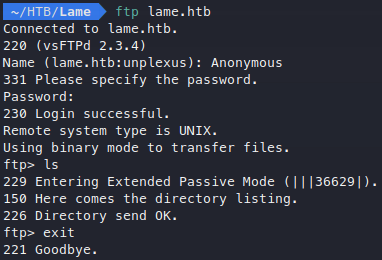 ~/HTB/Lame ftp lame.htb
Connected to lame.htb.
220 (vsFTPd 2.3.4)
Name (lame.htb:unplexus): Anonymous
331 Please specify the password.
Password:
230 Login successful.
Remote system type is UNIX.
Using binary mode to transfer files.
ftp> ls
229 Entering Extended Passive Mode (|||36629|).
150 Here comes the directory listing.
226 Directory send OK.
ftp> exit
221 Goodbye.